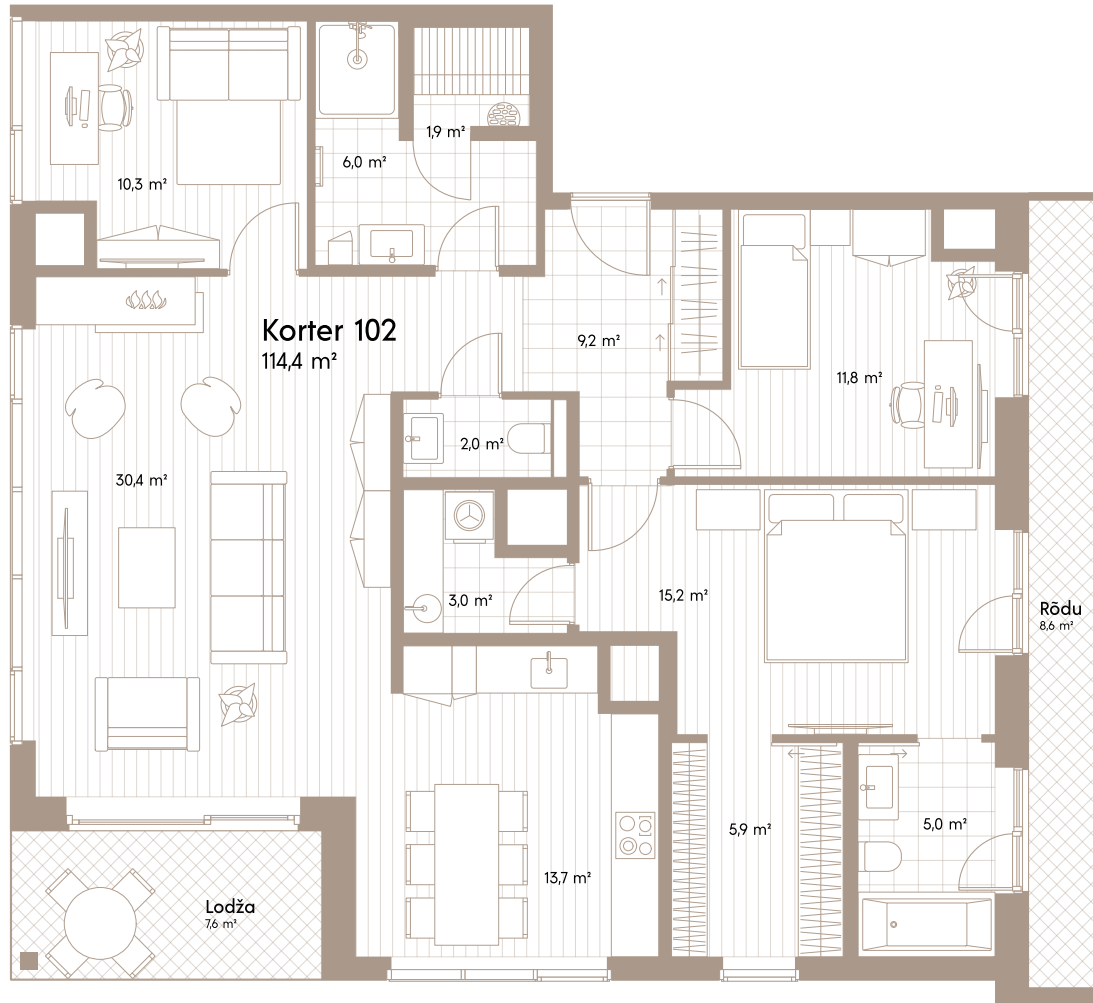 1,9 m²
6,0 m²
10,3 m²
Korter 102
114,4 m²
9,2 m²
11,8 m²
2,0 m²
30,4 m²
3,0 m²
15,2 m²
Rõdu
8,6 m²
5,9 m²
5,0 m²
13,7 m²
Lodža
7,6 m²